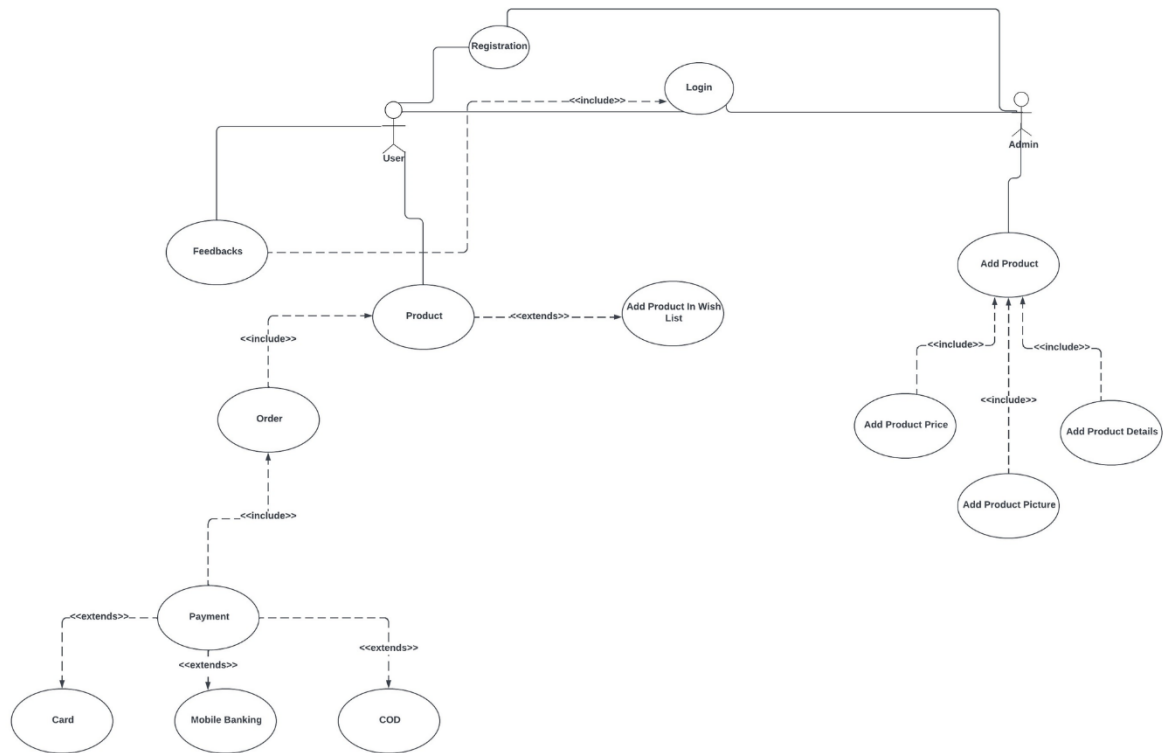 Registration
Login
<<include>>
User
Admin
Feedbacks
Add Product
Product
<<extends>>
Add Product In Wish
List
<<include>>
<<include>>
<<include>>
<<include>>
Order
Add Product Price
Add Product Details
Add Product Picture
<<include>>
Payment
<<extends>>
<<extends>>
<<extends>>
Card
Mobile Banking
COD